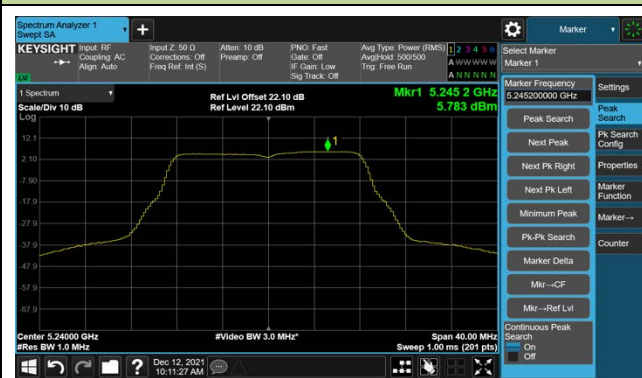 Spectrum Analyzer 1
Swept SA
+
Marker
KEYSIGHT
Input: RF
Coupling: AC
Align: Auto
Input Z: 50 Ω
Corrections: Off
Freq Ref: Int (S)
Atten: 10 dB
Preamp: Off
PNO: Fast
Gate: Off
IF Gain: Low
Sig Track: Off
Avg Type: Power (RMS)
Avg|Hold: 500/500
Trig: Free Run
1 2 3 4 5 6
A W W W W W
A N N N N N
LM
Select Marker
Marker 1
1 Spectrum
Scale/Div 10 dB
Log
Ref Lvl Offset 22.10 dB
Ref Level 22.10 dBm
Mkr1 5.245 2 GHz
5.783 dBm
12.1
2.10
-7.90
-17.9
-27.9
-37.9
-47.9
-57.9
-67.9
1
Center 5.24000 GHz
#Res BW 1.0 MHz
#Video BW 3.0 MHz*
Span 40.00 MHz
Sweep 1.00 ms (201 pts)
Marker Frequency
5.245200000 GHz
Peak Search
Next Peak
Next Pk Right
Next Pk Left
Minimum Peak
Pk-Pk Search
Marker Delta
Mkr→CF
Mkr→Ref Lvl
Continuous Peak
Search
On
Off
Settings
Peak
Search
Pk Search
Config
Properties
Marker
Function
Marker→
Counter
?
Dec 12, 2021
10:11:27 AM